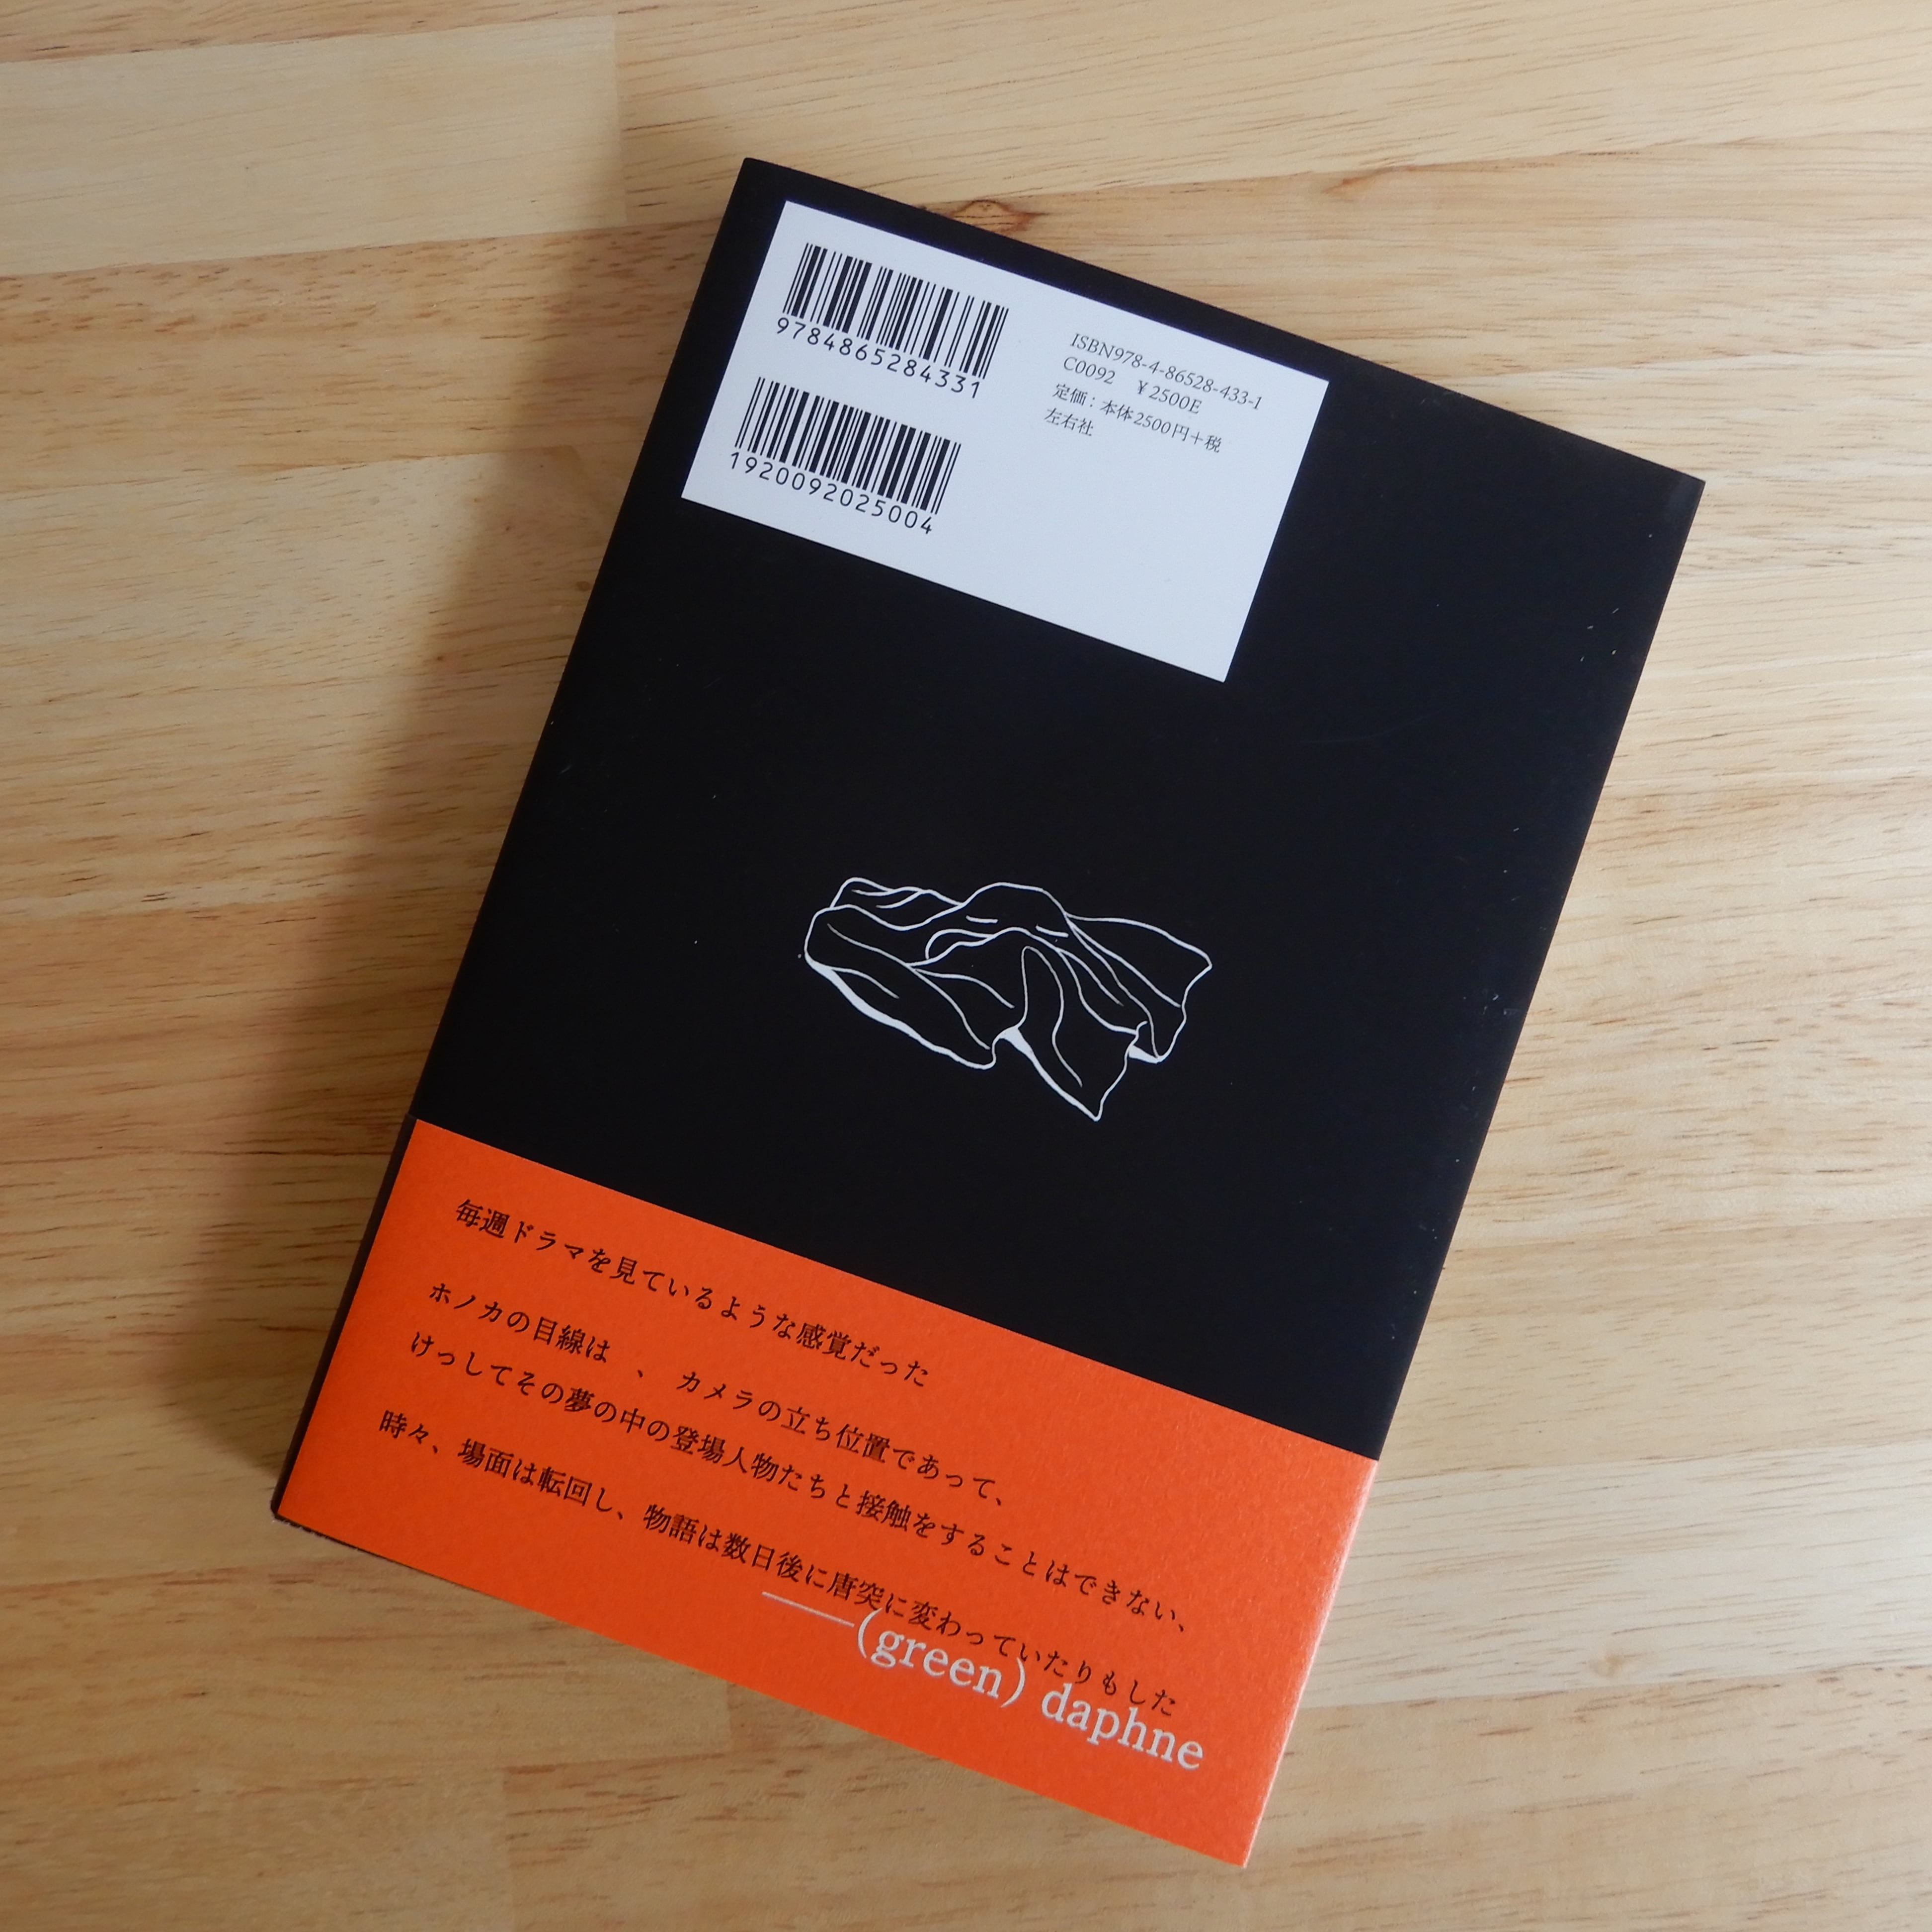 9784865284331
1920092025004
ISBN978-4-86528-433-1
C0092 ¥2500E
定価：本体2500円＋税
左右社
毎週ドラマを見ているような感覚だった
ホノカの目線は 、 カメラの立ち位置であって、
けっしてその夢の中の登場人物たちと接触をすることはできない、
時々、場面は転回し、物語は数日後に唐突に変わっていたりもした
——(green) daphne